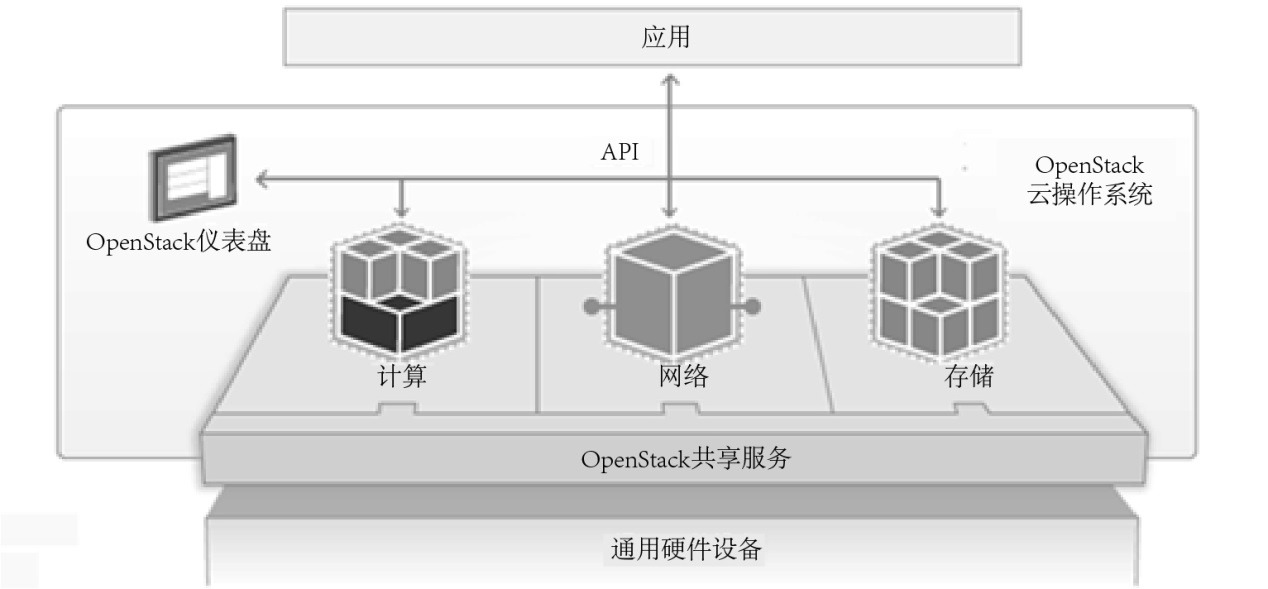 应用
API
OpenStack
云操作系统
OpenStack仪表盘
计算
网络
存储
OpenStack共享服务
通用硬件设备